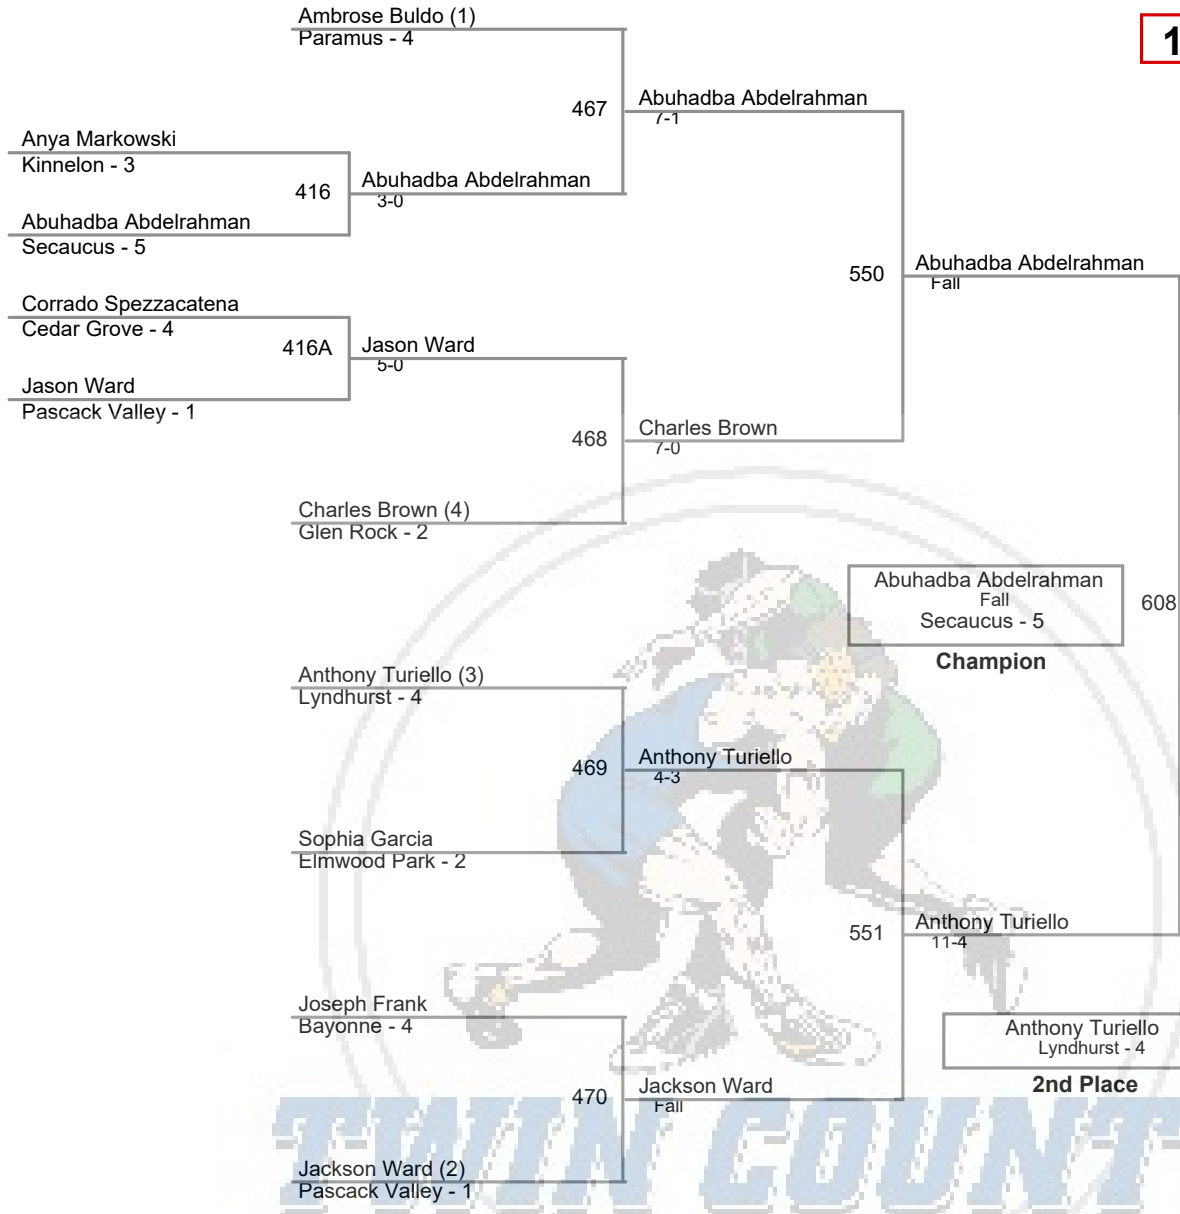 Ambrose Buldo (1)
Paramus - 4
1
467
Abuhadba Abdelrahman
7-1
Anya Markowski
Kinnelon - 3
416
Abuhadba Abdelrahman
3-0
Abuhadba Abdelrahman
Secaucus - 5
550
Abuhadba Abdelrahman
Fall
Corrado Spezzacatena
Cedar Grove - 4
416A
Jason Ward
5-0
Jason Ward
Pascack Valley - 1
468
Charles Brown
7-0
Charles Brown (4)
Glen Rock - 2
Abuhadba Abdelrahman
Fall
Secaucus - 5
608
Champion
Anthony Turiello (3)
Lyndhurst - 4
469
Anthony Turiello
4-3
Sophia Garcia
Elmwood Park - 2
551
Anthony Turiello
11-4
Joseph Frank
Bayonne - 4
Anthony Turiello
Lyndhurst - 4
2nd Place
470
Jackson Ward
Fall
Jackson Ward (2)
Pascack Valley - 1
TWIN COUNT